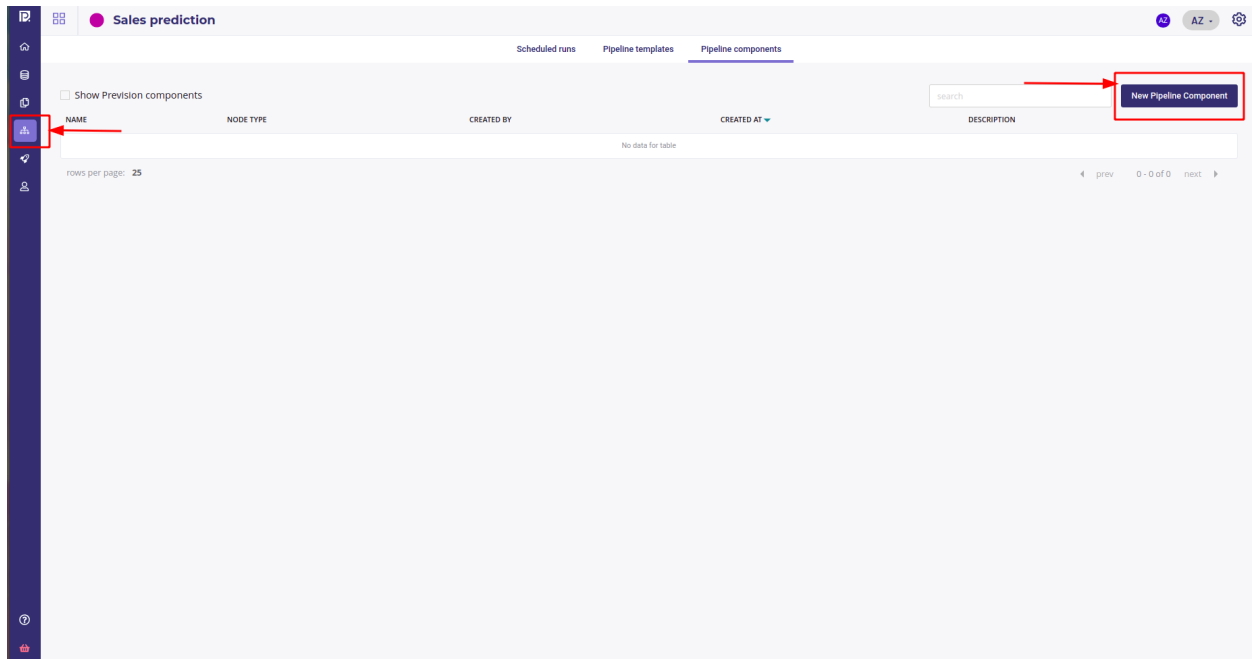 Sales prediction
AZ
AZ
Scheduled runs Pipeline templates Pipeline components
Show Prevision components
search
New Pipeline Component
NAME NODE TYPE CREATED BY CREATED AT DESCRIPTION
No data for table
rows per page: 25
prev 0 - 0 of 0 next